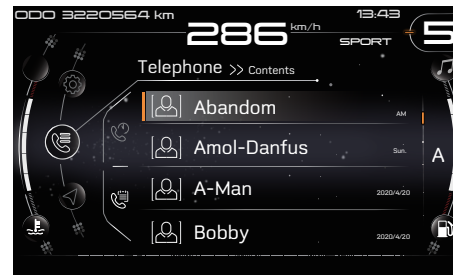 ODO 3220564 km
286 km/h
13:43
SPORT
5
Telephone >> Contents
Abandom AM
Amol-Danfus Sun.
A
A-Man 2020/4/20
Bobby 2020/4/20